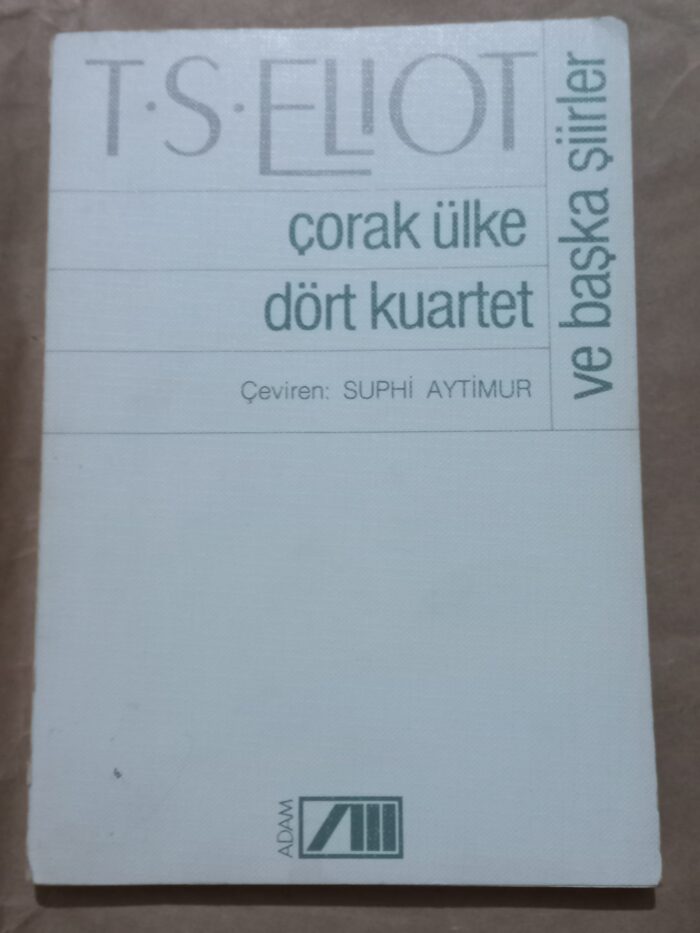 T·S·ELIOT
çorak ülke
dört kuartet
ve başka şiirler
Çeviren: SUPHİ AYTİMUR
ADAM